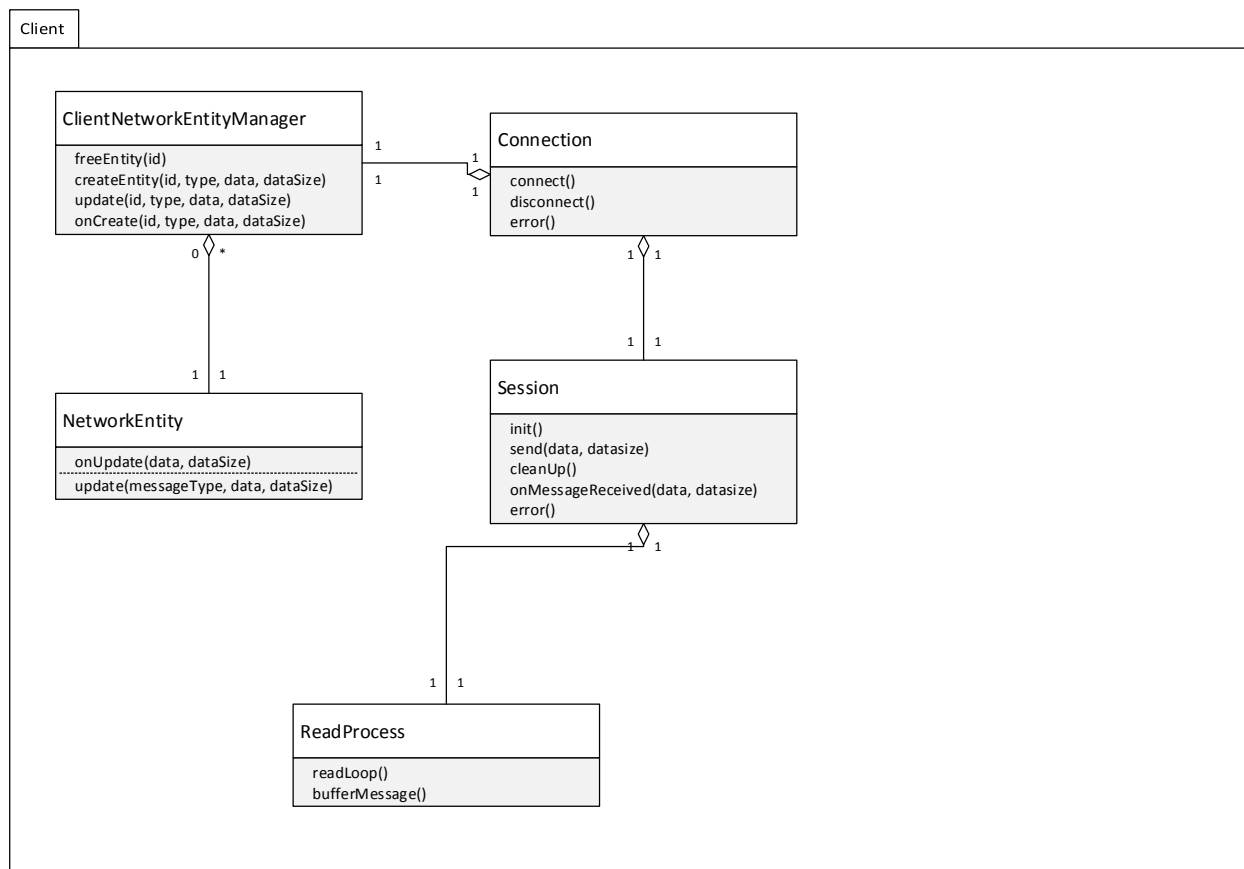 Client
ClientNetworkEntityManager
freeEntity(id)
createEntity(id, type, data, dataSize)
update(id, type, data, dataSize)
onCreate(id, type, data, dataSize)
1
1
1
1
Connection
connect()
disconnect()
error()
0 *
1 1
1 1
1 1
NetworkEntity
onUpdate(data, dataSize)
update(messageType, data, dataSize)
Session
init()
send(data, datasize)
cleanUp()
onMessageReceived(data, datasize)
error()
1 1
1 1
ReadProcess
readLoop()
bufferMessage()